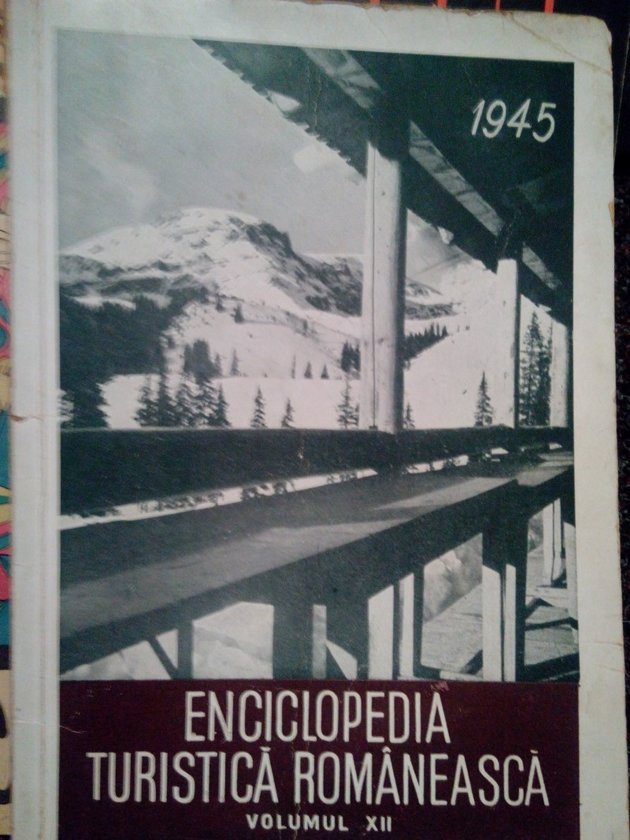 1945
ENCICLOPEDIA
TURISTICĂ ROMÂNEASCĂ
VOLUMUL XII